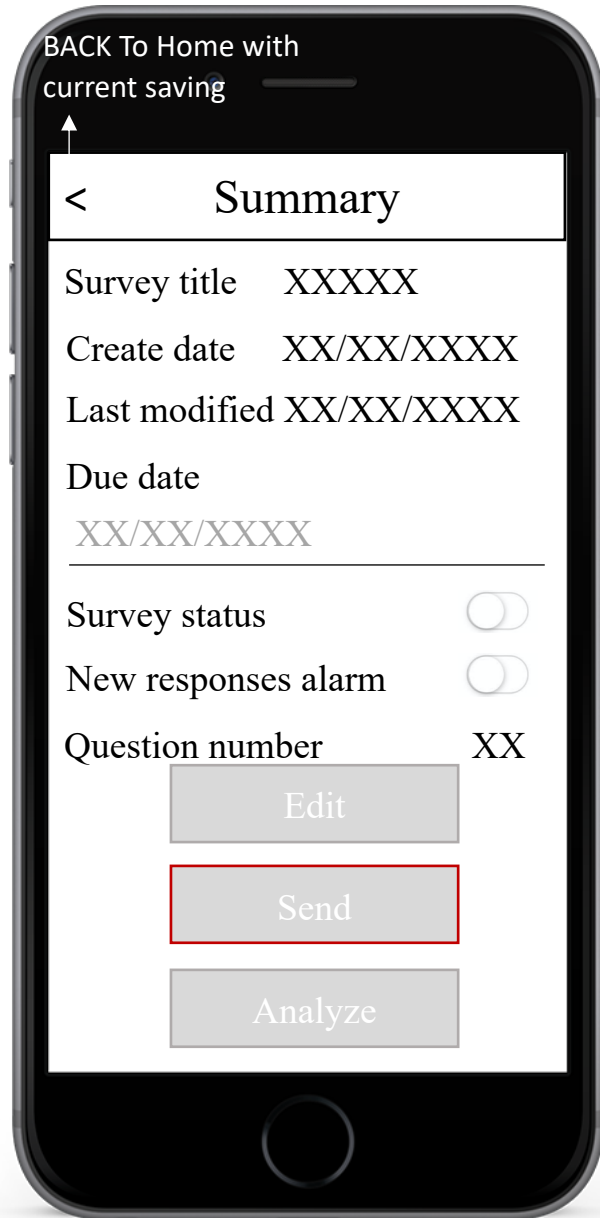 BACK To Home with
current saving
< Summary
Survey title XXXXX
Create date XX/XX/XXXX
Last modified XX/XX/XXXX
Due date
XX/XX/XXXX
Survey status
New responses alarm
Question number XX
Edit
Send
Analyze